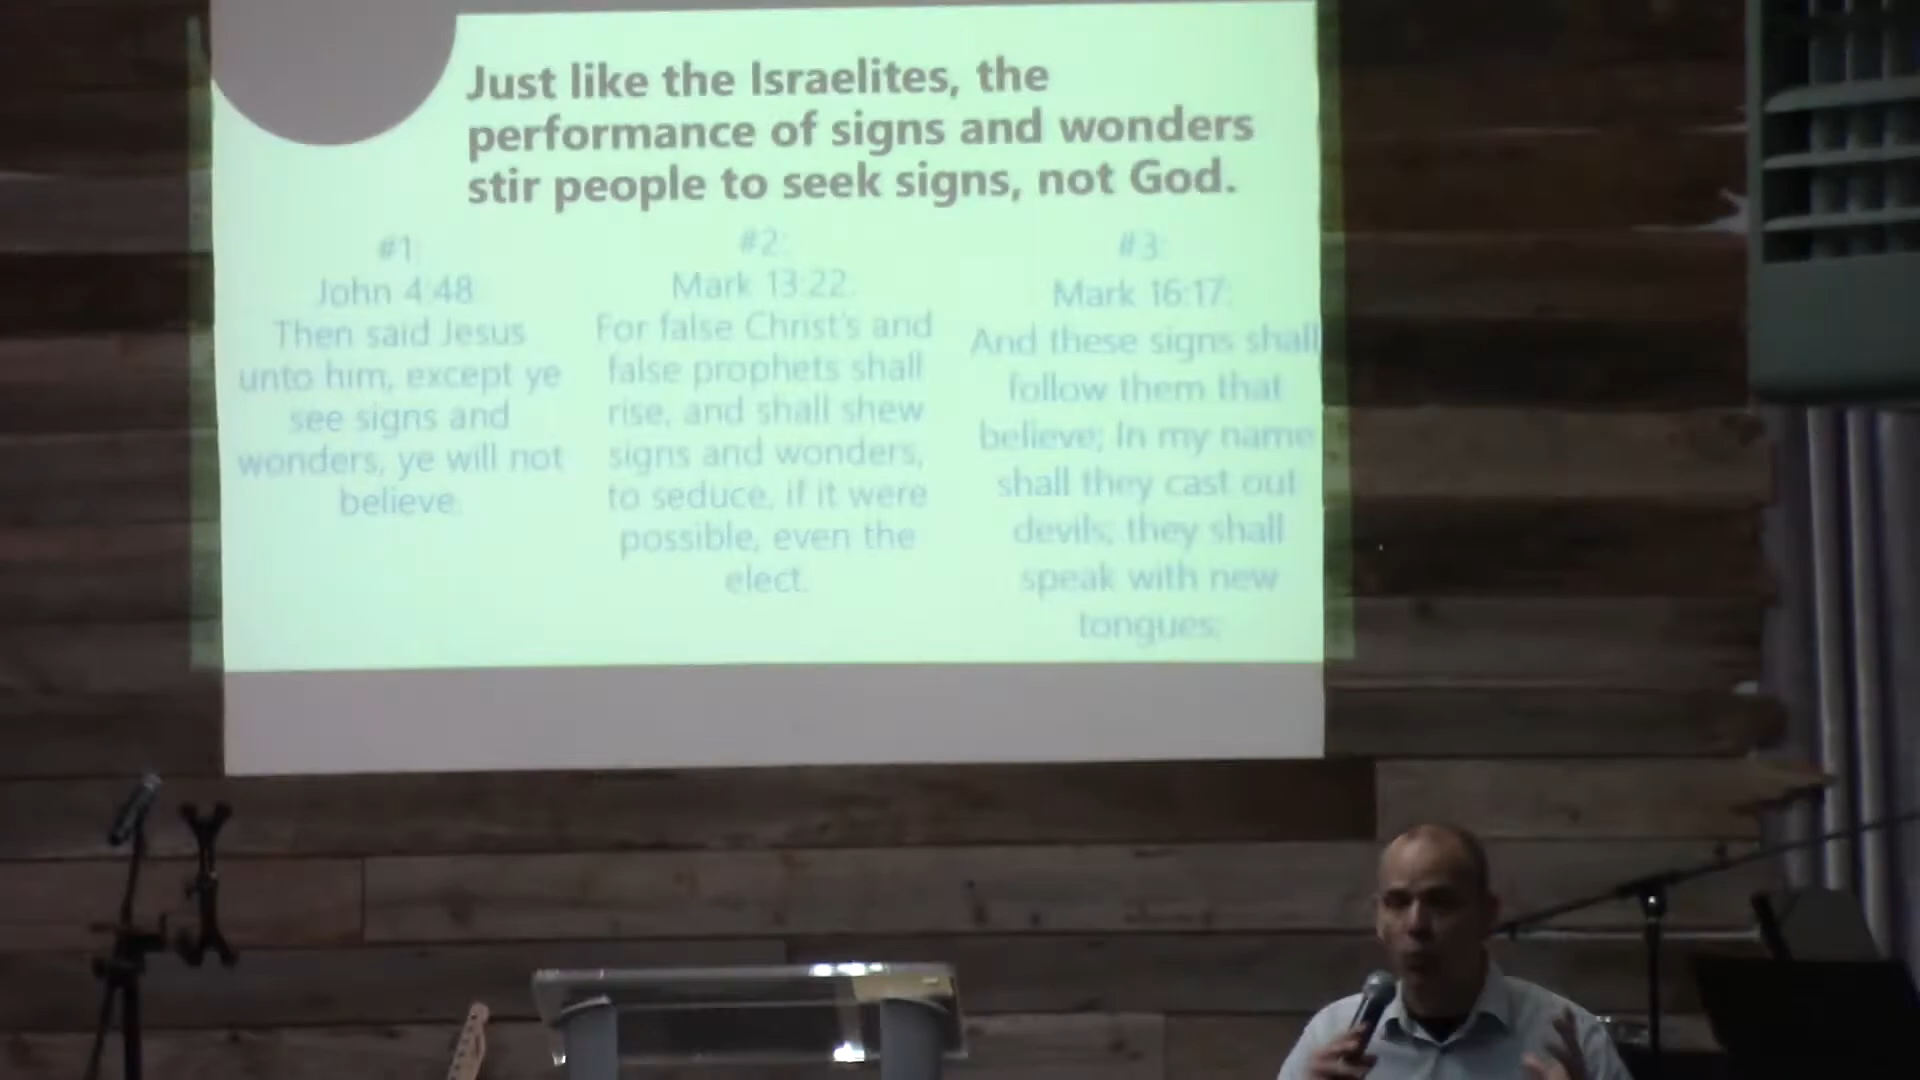 Just like the Israelites, the
performance of signs and wonders
stir people to seek signs, not God.
#1:
John 4:48
Then said Jesus
unto him, except ye
see signs and
wonders, ye will not
believe.
#2:
Mark 13:22.
For false Christ's and
false prophets shall
rise, and shall shew
signs and wonders,
to seduce, if it were
possible, even the
elect.
#3:
Mark 16:17;
And these signs shall
follow them that
believe; In my name
shall they cast out
devils; they shall
speak with new
tongues;